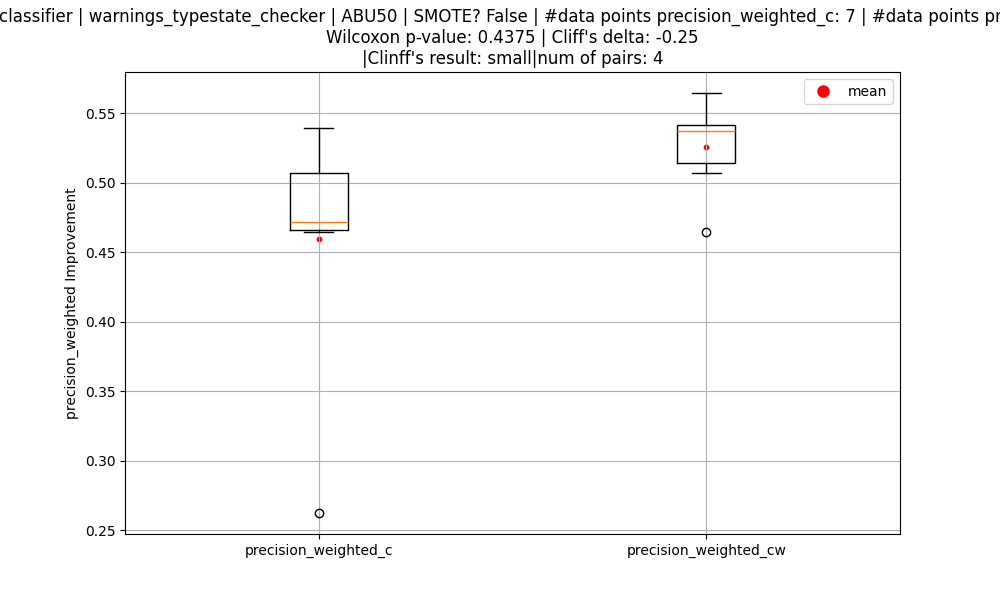 classifier | warnings_typestate_checker | ABU50 | SMOTE? False | #data points precision_weighted_c: 7 | #data points
Wilcoxon p-value: 0.4375 | Cliff's delta: -0.25
|Clinff's result: small|num of pairs: 4
mean
0.55
0.50
0.45
0.40
0.35
0.30
0.25
precision_weighted Improvement
precision_weighted_c
precision_weighted_cw